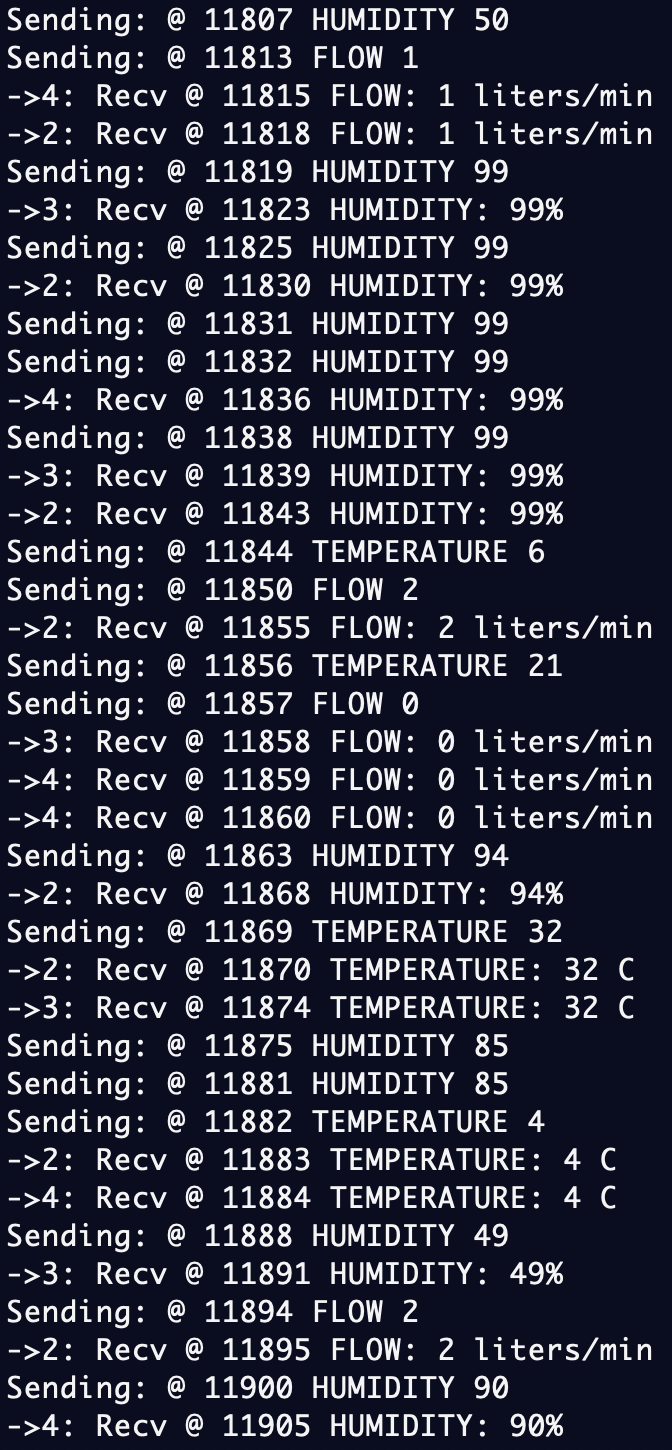 Sending: @ 11807 HUMIDITY 50
Sending: @ 11813 FLOW 1
->4: Recv @ 11815 FLOW: 1 liters/min
->2: Recv @ 11818 FLOW: 1 liters/min
Sending: @ 11819 HUMIDITY 99
->3: Recv @ 11823 HUMIDITY: 99%
Sending: @ 11825 HUMIDITY 99
->2: Recv @ 11830 HUMIDITY: 99%
Sending: @ 11831 HUMIDITY 99
Sending: @ 11832 HUMIDITY 99
->4: Recv @ 11836 HUMIDITY: 99%
Sending: @ 11838 HUMIDITY 99
->3: Recv @ 11839 HUMIDITY: 99%
->2: Recv @ 11843 HUMIDITY: 99%
Sending: @ 11844 TEMPERATURE 6
Sending: @ 11850 FLOW 2
->2: Recv @ 11855 FLOW: 2 liters/min
Sending: @ 11856 TEMPERATURE 21
Sending: @ 11857 FLOW 0
->3: Recv @ 11858 FLOW: 0 liters/min
->4: Recv @ 11859 FLOW: 0 liters/min
->4: Recv @ 11860 FLOW: 0 liters/min
Sending: @ 11863 HUMIDITY 94
->2: Recv @ 11868 HUMIDITY: 94%
Sending: @ 11869 TEMPERATURE 32
->2: Recv @ 11870 TEMPERATURE: 32 C
->3: Recv @ 11874 TEMPERATURE: 32 C
Sending: @ 11875 HUMIDITY 85
Sending: @ 11881 HUMIDITY 85
Sending: @ 11882 TEMPERATURE 4
->2: Recv @ 11883 TEMPERATURE: 4 C
->4: Recv @ 11884 TEMPERATURE: 4 C
Sending: @ 11888 HUMIDITY 49
->3: Recv @ 11891 HUMIDITY: 49%
Sending: @ 11894 FLOW 2
->2: Recv @ 11895 FLOW: 2 liters/min
Sending: @ 11900 HUMIDITY 90
->4: Recv @ 11905 HUMIDITY: 90%